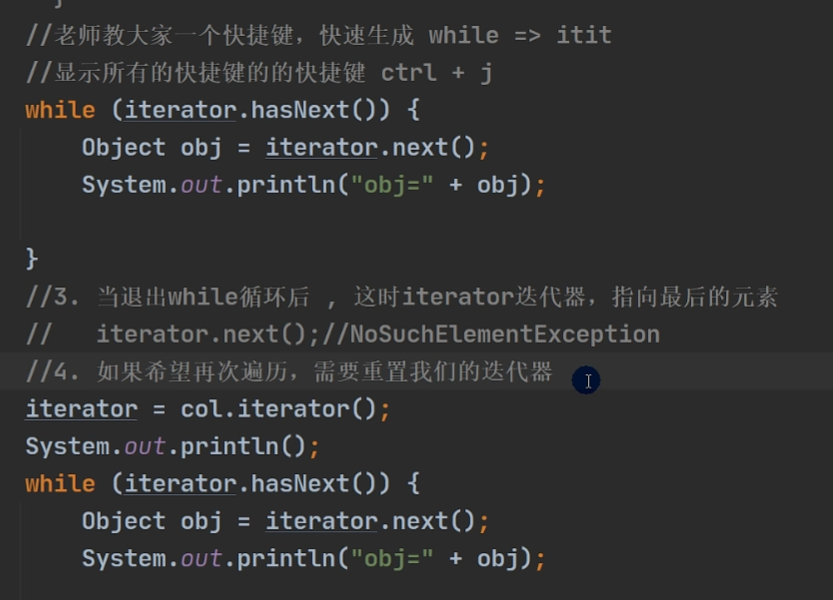 //老师教大家一个快捷键，快速生成 while => itit
//显示所有的快捷键的的快捷键 ctrl + j
while (iterator.hasNext()) {
    Object obj = iterator.next();
    System.out.println("obj=" + obj);
}
//3. 当退出while循环后 , 这时iterator迭代器，指向最后的元素
//   iterator.next();//NoSuchElementException
//4. 如果希望再次遍历，需要重置我们的迭代器
iterator = col.iterator();
System.out.println();
while (iterator.hasNext()) {
    Object obj = iterator.next();
    System.out.println("obj=" + obj);